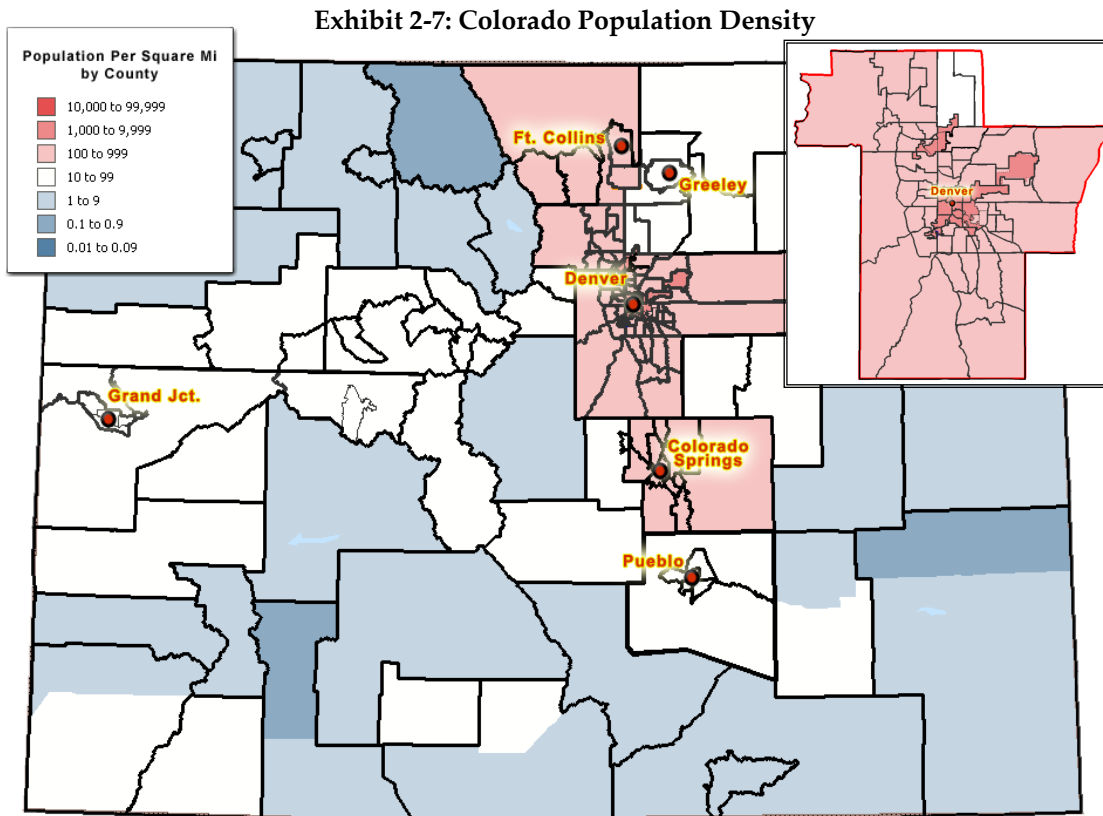 Exhibit 2-7: Colorado Population Density
Population Per Square Mi
by County
10,000 to 99,999
1,000 to 9,999
100 to 999
10 to 99
1 to 9
0.1 to 0.9
0.01 to 0.09
Ft. Collins
Greeley
Denver
Denver
Grand Jct.
Colorado
Springs
Pueblo